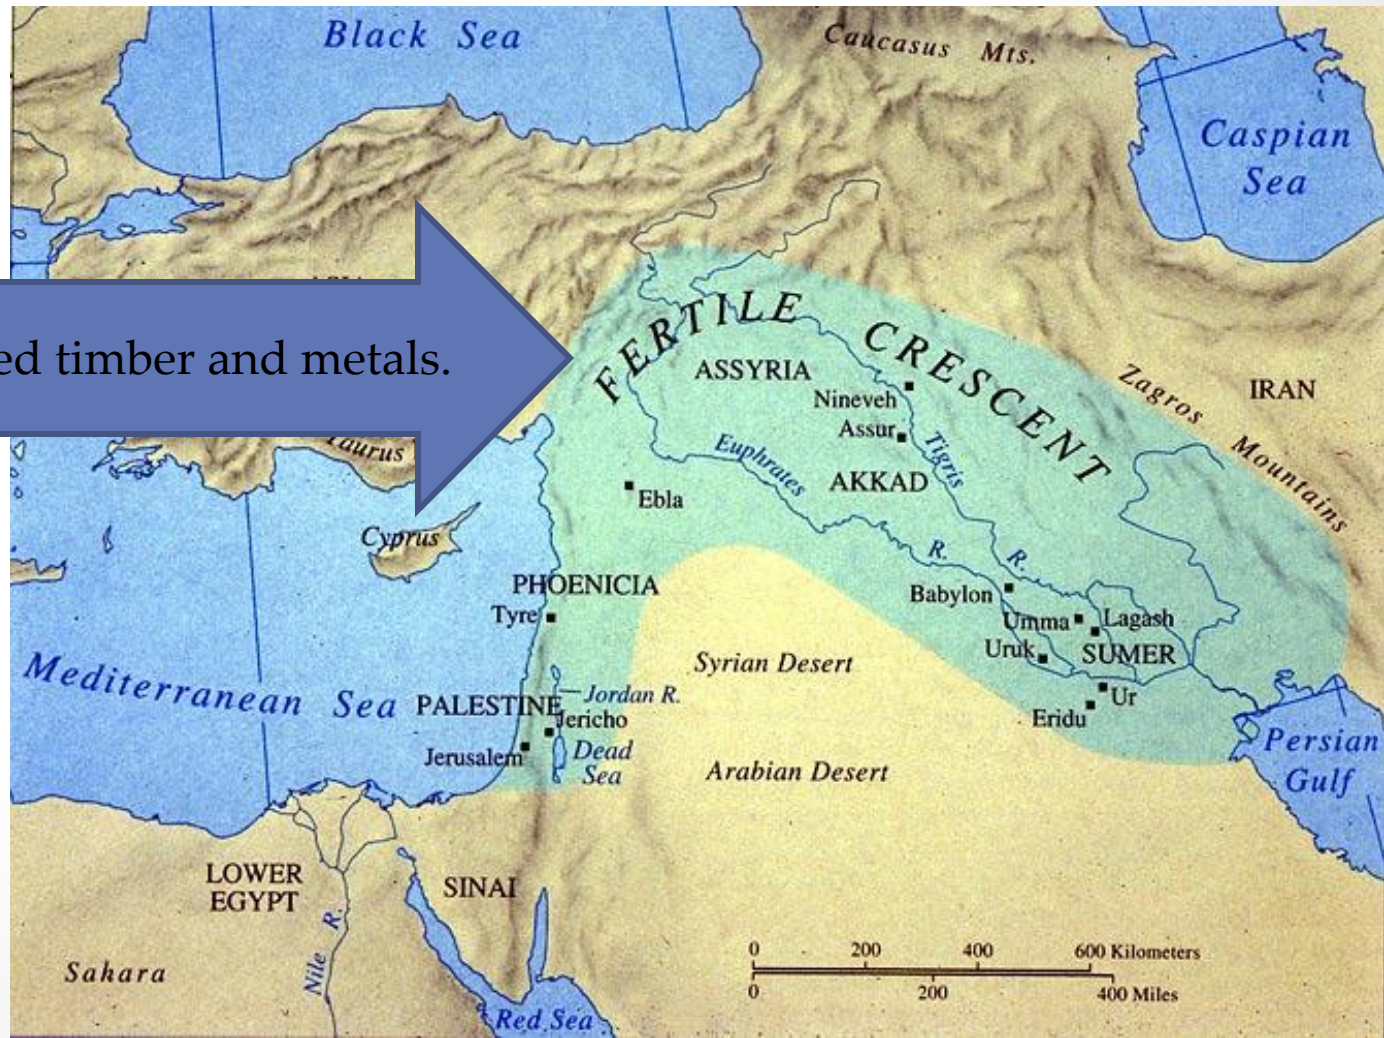 Black Sea
Caucasus Mts.
Caspian
Sea
FERTILE CRESCENT
ed timber and metals.
ASSYRIA
Zagros Mountains
IRAN
Nineveh
Assur
Tigris R.
Taurus
Euphrates R.
AKKAD
Ebla
Cyprus
PHOENICIA
Tyre
Babylon
Umma
Lagash
Uruk
SUMER
Syrian Desert
Mediterranean Sea
PALESTINE
Jordan R.
Jericho
Ur
Eridu
Jerusalem
Dead
Sea
Arabian Desert
Persian
Gulf
LOWER
EGYPT
SINAI
Nile R.
Sahara
0 200 400 600 Kilometers
0 200 400 Miles
Red Sea